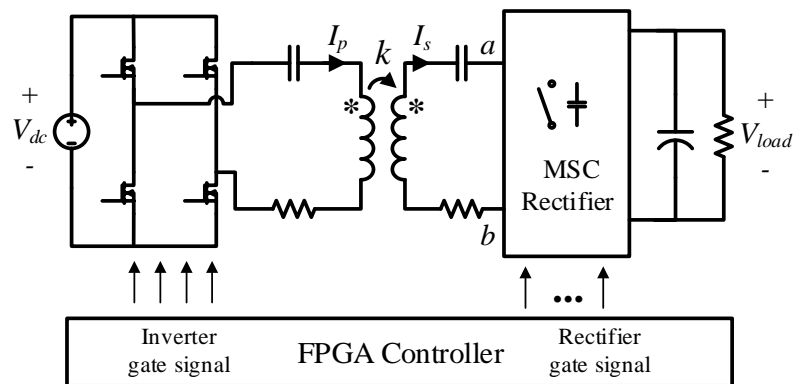 I_p
k
I_s
a
*
*
+
V_dc
-
+
-
MSC
Rectifier
+
V_load
-
b
...
Inverter
gate signal
FPGA Controller
Rectifier
gate signal